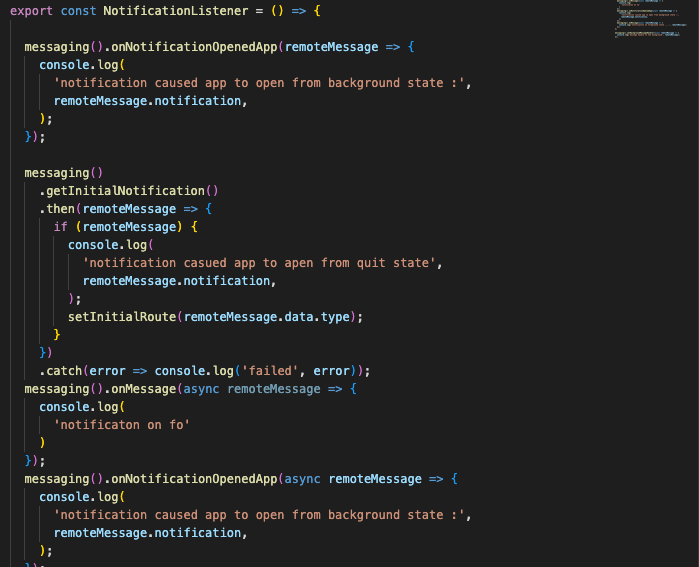 export const NotificationListener = () => {
messaging().onNotificationOpenedApp(remoteMessage => {
console.log(
'notification caused app to open from background state :',
remoteMessage.notification,
);
});
messaging()
.getInitialNotification()
.then(remoteMessage => {
if (remoteMessage) {
console.log(
'notification casued app to apen from quit state',
remoteMessage.notification,
);
setInitialRoute(remoteMessage.data.type);
}
})
.catch(error => console.log('failed', error));
messaging().onMessage(async remoteMessage => {
console.log(
'notificaton on fo'
)
});
messaging().onNotificationOpenedApp(async remoteMessage => {
console.log(
'notification caused app to open from background state :',
remoteMessage.notification,
);
});